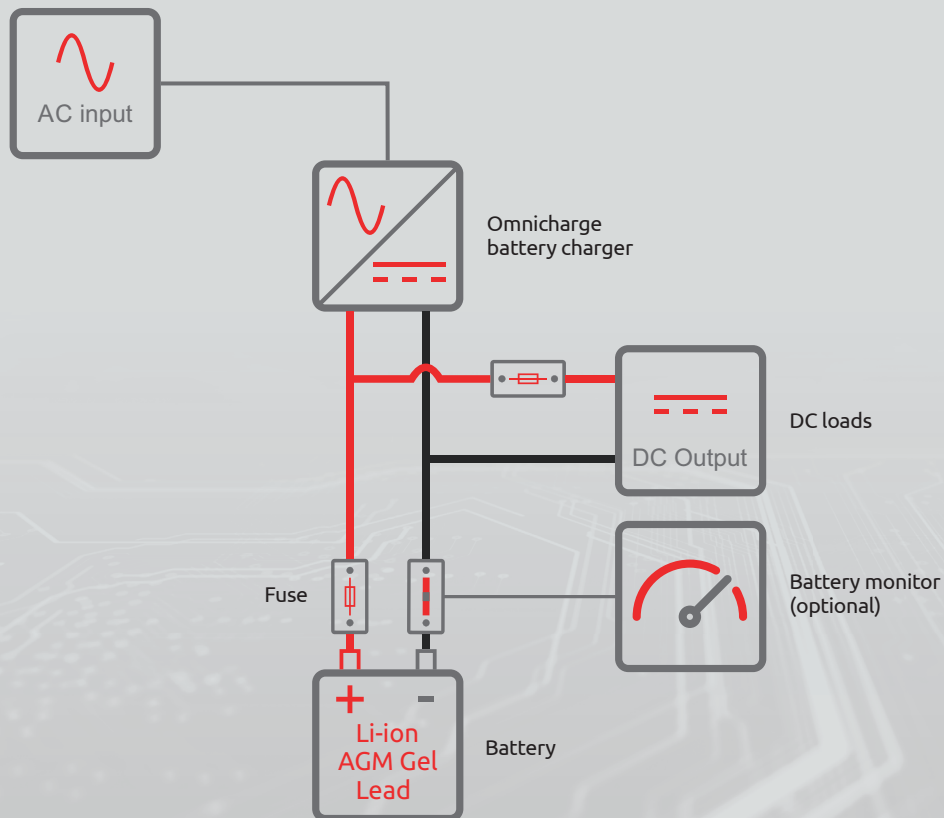 AC input
Omnicharge
battery charger
DC loads
DC Output
Fuse
Battery monitor
(optional)
Li-ion
AGM Gel
Lead
Battery